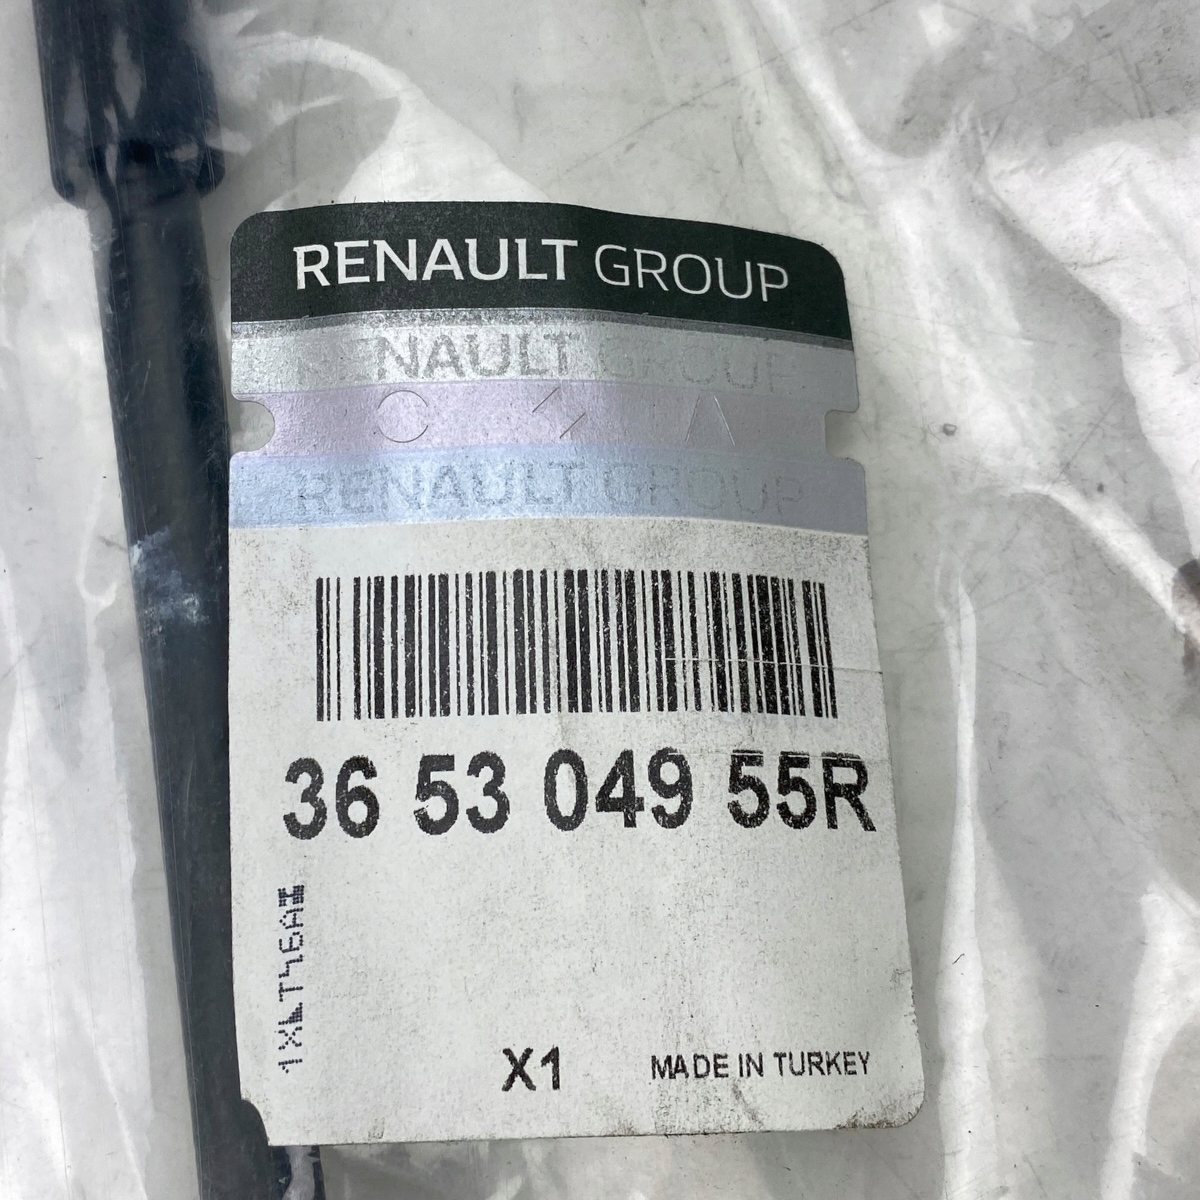 RENAULT GROUP
RENAULT GROUP
RENAULT GROUP
36 53 049 55R
X1
MADE IN TURKEY